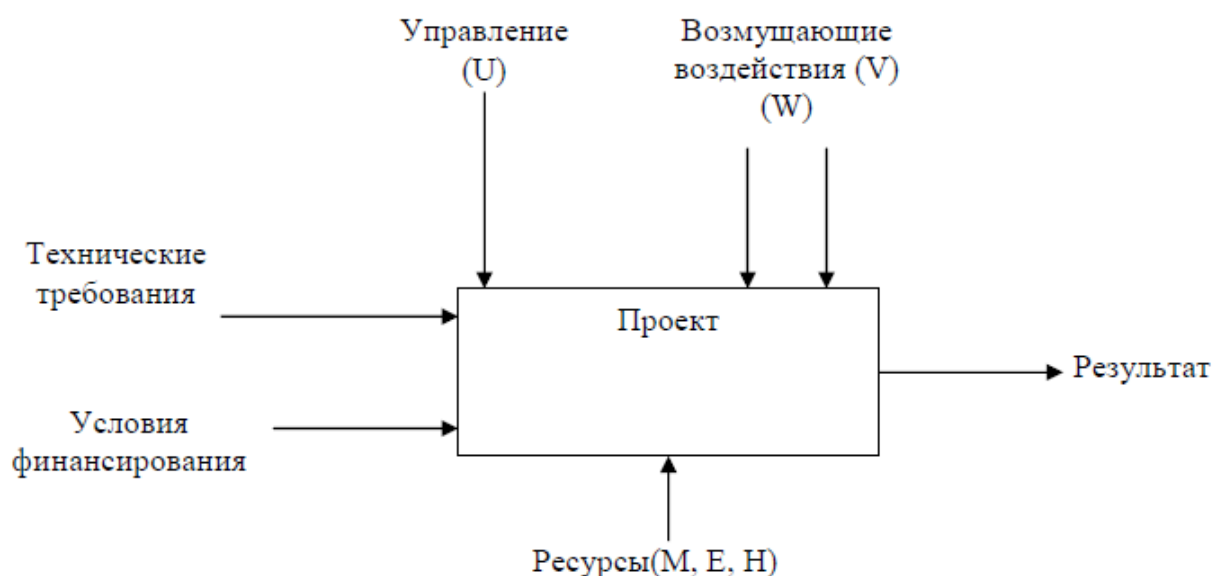 Управление
(U)
Возмущающие
воздействия (V)
(W)
Технические
требования
Проект
Результат
Условия
финансирования
Ресурсы(M, E, H)